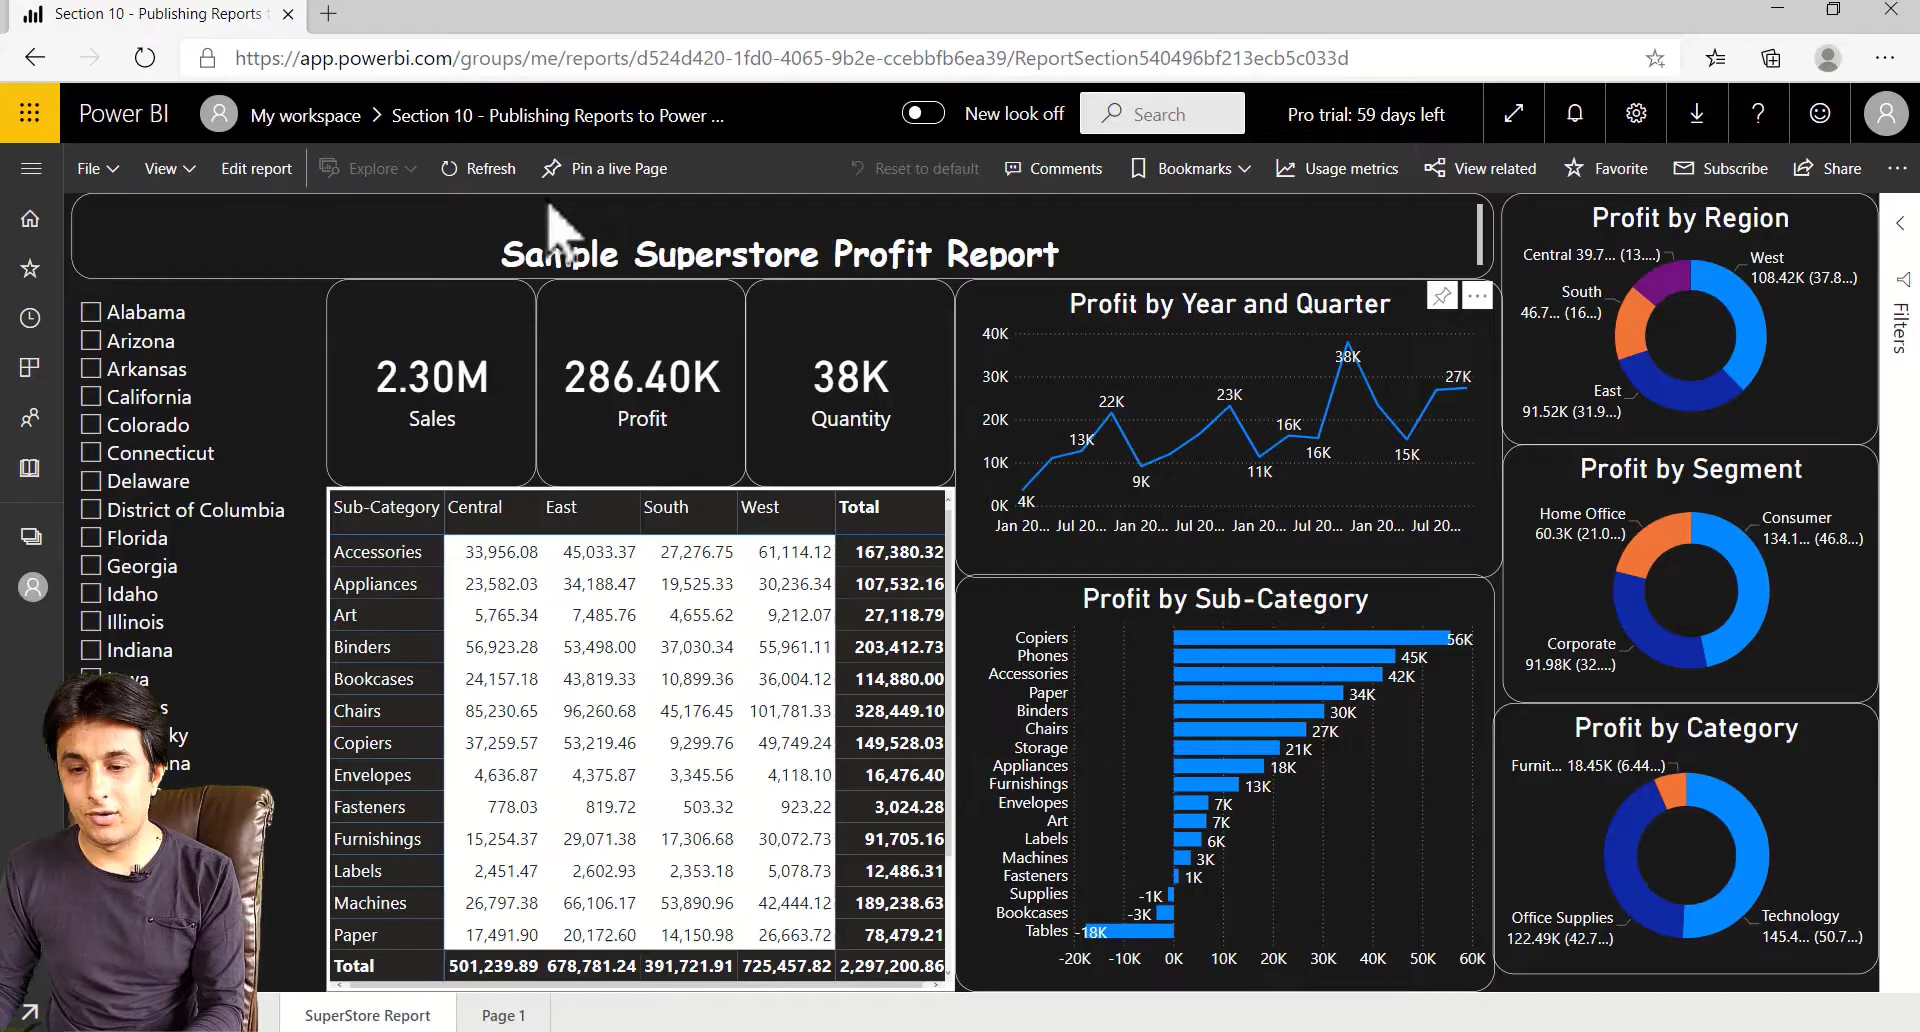 Section 10 - Publishing Reports t
https://app.powerbi.com/groups/me/reports/d524d420-1fd0-4065-9b2e-ccebbfb6ea39/ReportSection540496bf213ecb5c033d
Power BI
My workspace > Section 10 - Publishing Reports to Power ...
New look off
Search
Pro trial: 59 days left
File
View
Edit report
Explore
Refresh
Pin a live Page
Reset to default
Comments
Bookmarks
Usage metrics
View related
Favorite
Subscribe
Share
Sample Superstore Profit Report
Alabama
Arizona
Arkansas
California
Colorado
Connecticut
Delaware
District of Columbia
Florida
Georgia
Idaho
Illinois
Indiana
wa
s
ky
na
2.30M
Sales
286.40K
Profit
38K
Quantity
Sub-Category Central East South West Total
Accessories 33,956.08 45,033.37 27,276.75 61,114.12 167,380.32
Appliances 23,582.03 34,188.47 19,525.33 30,236.34 107,532.16
Art 5,765.34 7,485.76 4,655.62 9,212.07 27,118.79
Binders 56,923.28 53,498.00 37,030.34 55,961.11 203,412.73
Bookcases 24,157.18 43,819.33 10,899.36 36,004.12 114,880.00
Chairs 85,230.65 96,260.68 45,176.45 101,781.33 328,449.10
Copiers 37,259.57 53,219.46 9,299.76 49,749.24 149,528.03
Envelopes 4,636.87 4,375.87 3,345.56 4,118.10 16,476.40
Fasteners 778.03 819.72 503.32 923.22 3,024.28
Furnishings 15,254.37 29,071.38 17,306.68 30,072.73 91,705.16
Labels 2,451.47 2,602.93 2,353.18 5,078.73 12,486.31
Machines 26,797.38 66,106.17 53,890.96 42,444.12 189,238.63
Paper 17,491.90 20,172.60 14,150.98 26,663.72 78,479.21
Total 501,239.89 678,781.24 391,721.91 725,457.82 2,297,200.86
Profit by Year and Quarter
40K
30K
20K
10K
0K
4K
13K
22K
9K
23K
11K
16K
16K
38K
15K
27K
Jan 20... Jul 20... Jan 20... Jul 20... Jan 20... Jul 20... Jan 20... Jul 20...
Profit by Sub-Category
Copiers 56K
Phones 45K
Accessories 42K
Paper 34K
Binders 30K
Chairs 27K
Storage 21K
Appliances 18K
Furnishings 13K
Envelopes 7K
Art 7K
Labels 6K
Machines 3K
Fasteners 1K
Supplies -1K
Bookcases -3K
Tables -18K
-20K -10K 0K 10K 20K 30K 40K 50K 60K
Profit by Region
Central 39.7... (13....)
West
108.42K (37.8...)
South
46.7... (16...)
East
91.52K (31.9...)
Profit by Segment
Home Office
60.3K (21.0...)
Consumer
134.1... (46.8...)
Corporate
91.98K (32....)
Profit by Category
Furnit... 18.45K (6.44...)
Office Supplies
122.49K (42.7...)
Technology
145.4... (50.7...)
Filters
SuperStore Report
Page 1